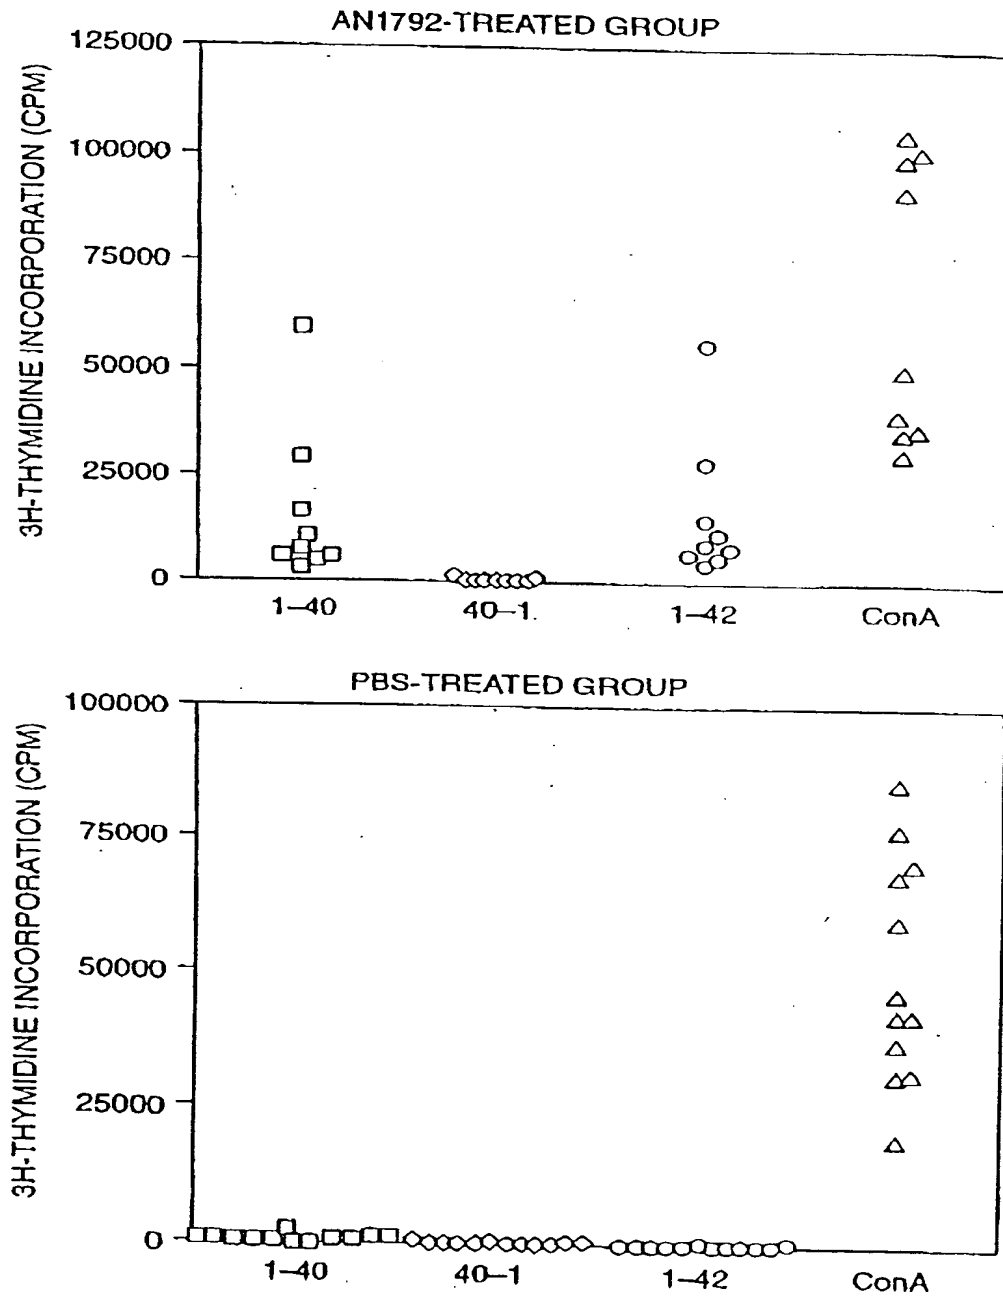 AN1792-TREATED GROUP
3H-THYMIDINE INCORPORATION (CPM)
125000
100000
75000
50000
25000
0
1–40
40–1
1–42
ConA
PBS-TREATED GROUP
3H-THYMIDINE INCORPORATION (CPM)
100000
75000
50000
25000
0
1–40
40–1
1–42
ConA